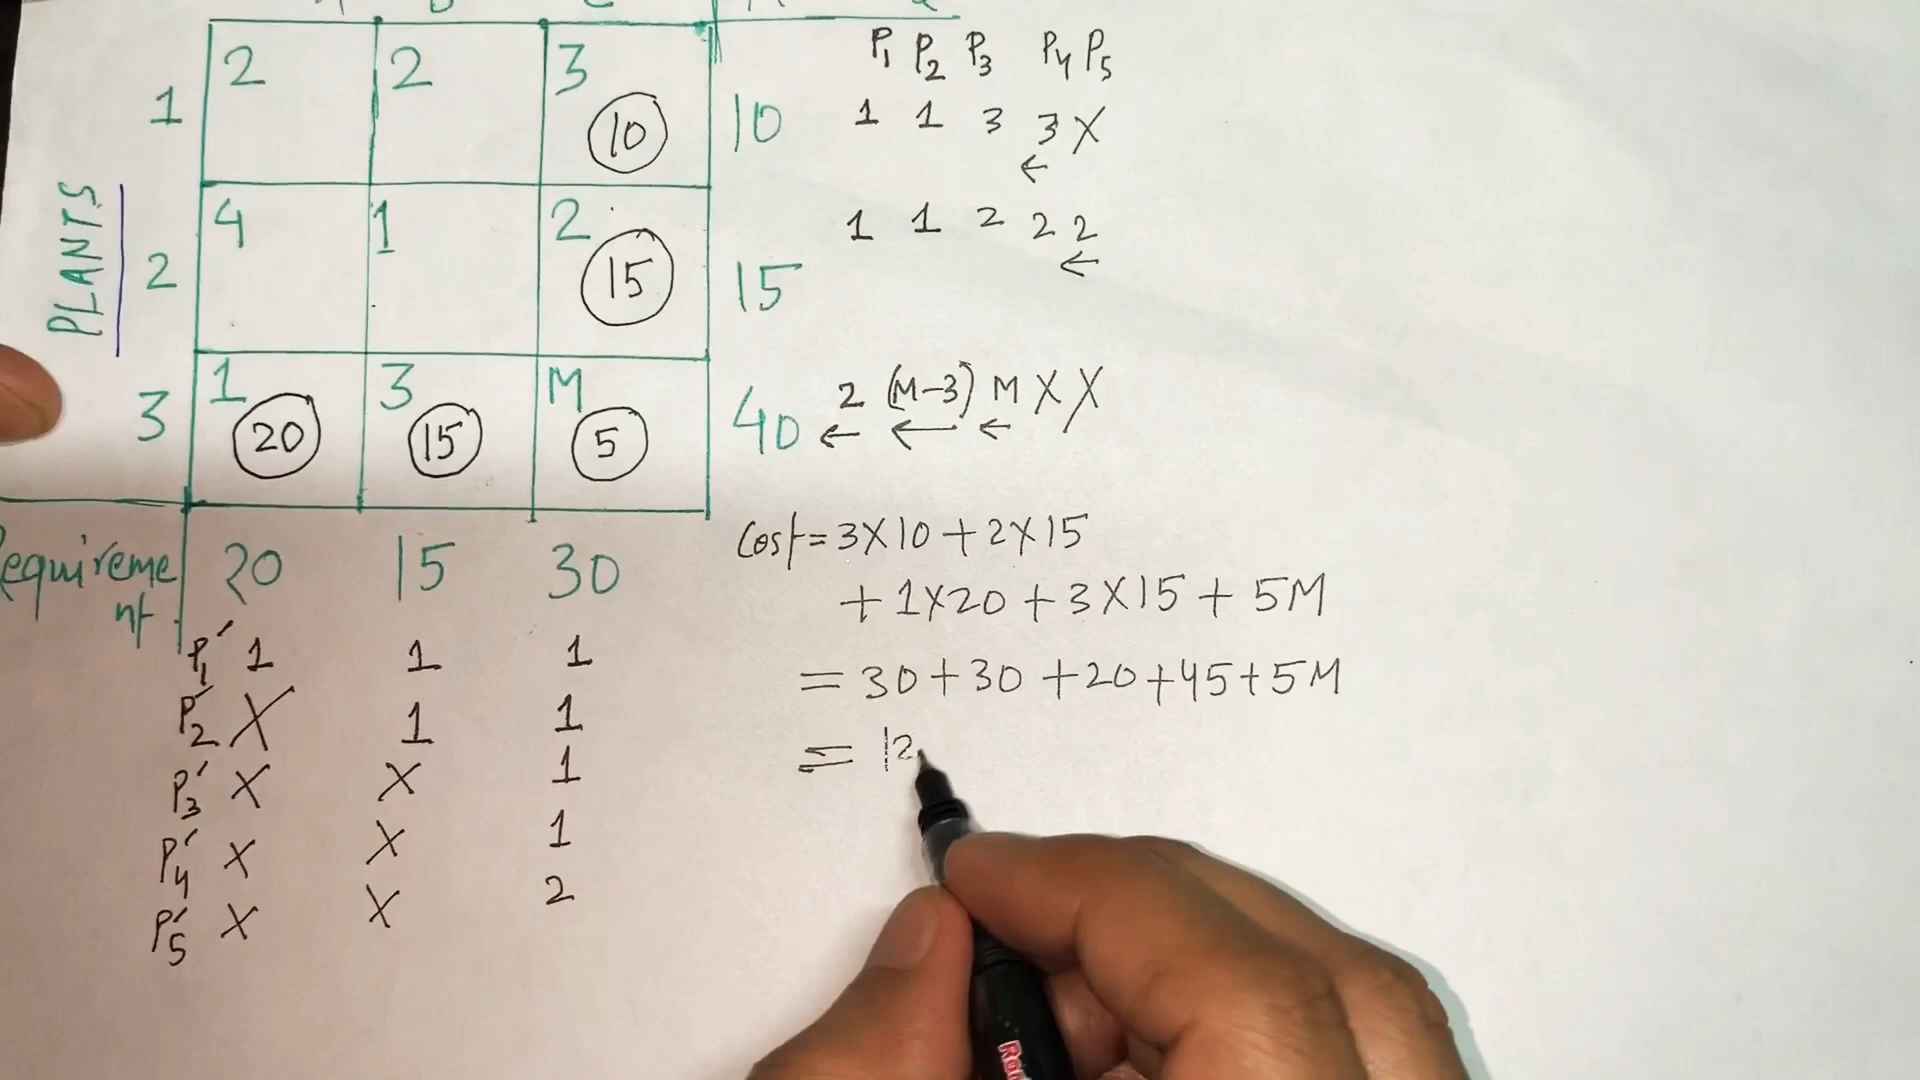 P1 P2 P3 P4 P5
2 2 3
1 10 10 1 1 3 3 X
←
PLANTS
4 1 2
2 15 15 1 1 2 2 2
←
1 3 M
3 20 15 5 40 2 (M-3) M X X
← ← ←
Cost = 3X10 + 2X15
Requireme 20 15 30
nt
+ 1X20 + 3X15 + 5M
P1' 1 1 1
= 30+30+20+45+5M
P2' X 1 1
= 12
P3' X X 1
P4' X X 1
P5' X X 2